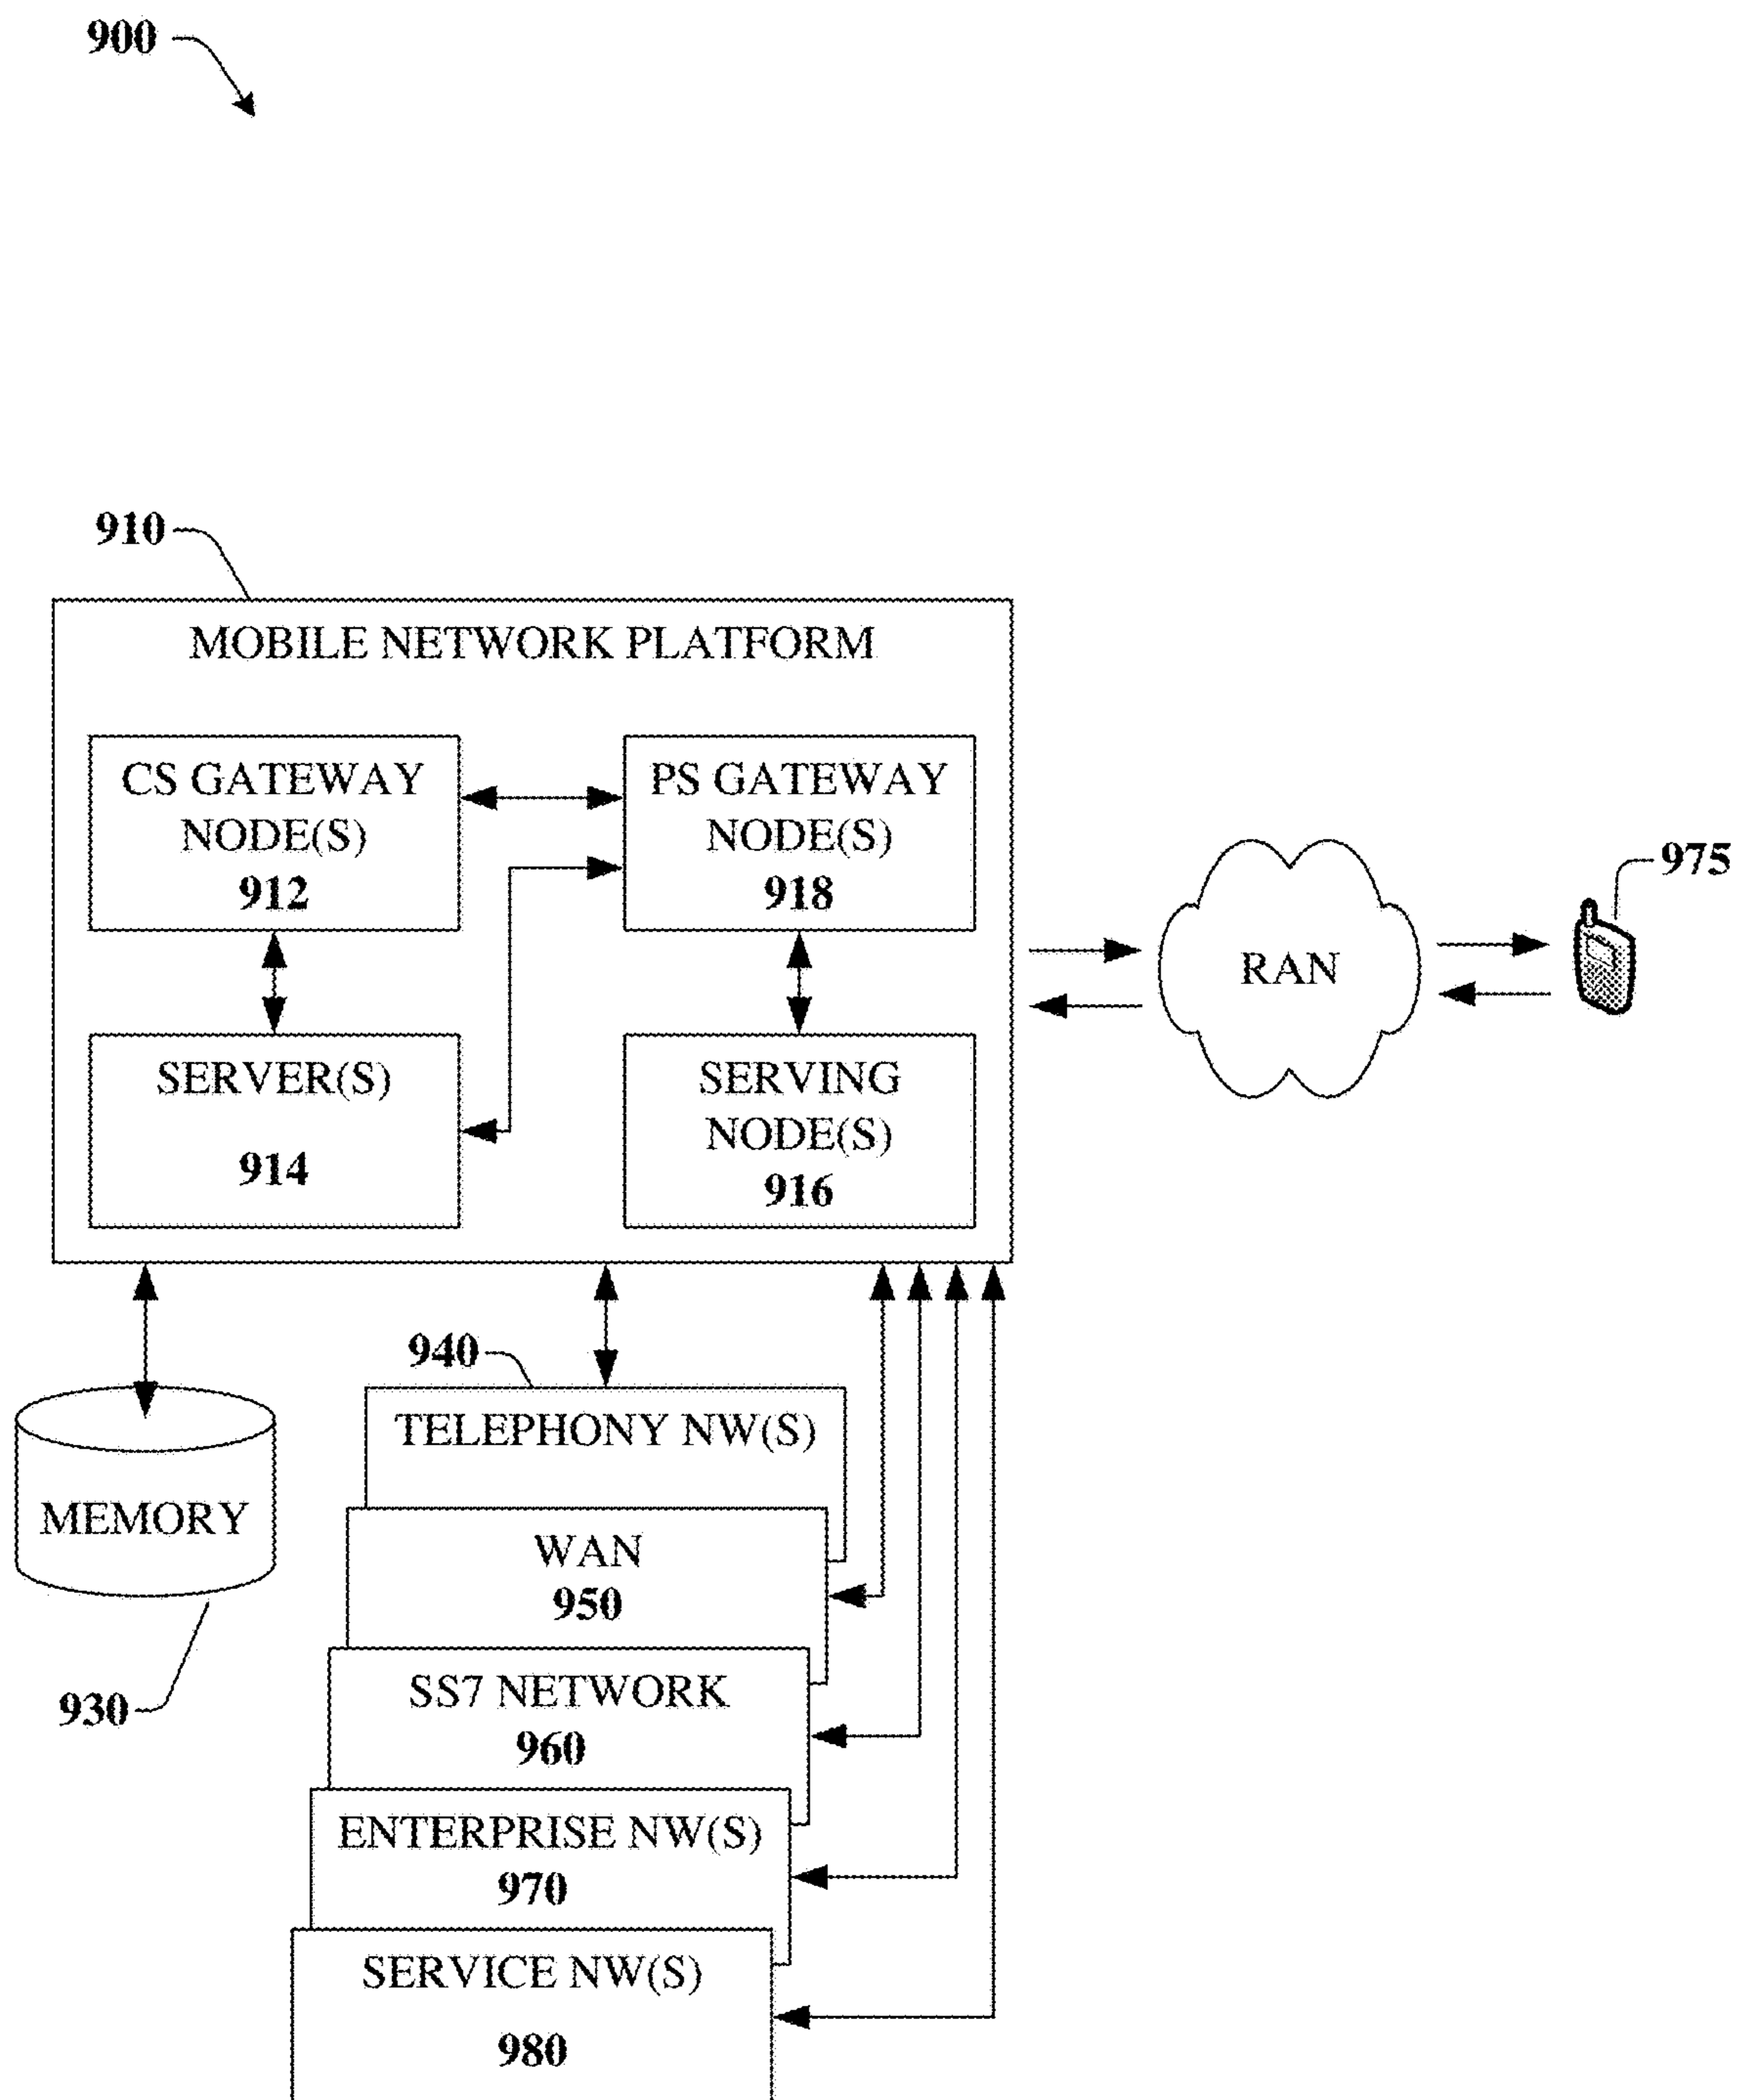 900
910
MOBILE NETWORK PLATFORM
CS GATEWAY
NODE(S)
912
PS GATEWAY
NODE(S)
918
SERVER(S)
914
SERVING
NODE(S)
916
RAN
975
940
TELEPHONY NW(S)
MEMORY
930
WAN
950
SS7 NETWORK
960
ENTERPRISE NW(S)
970
SERVICE NW(S)
980